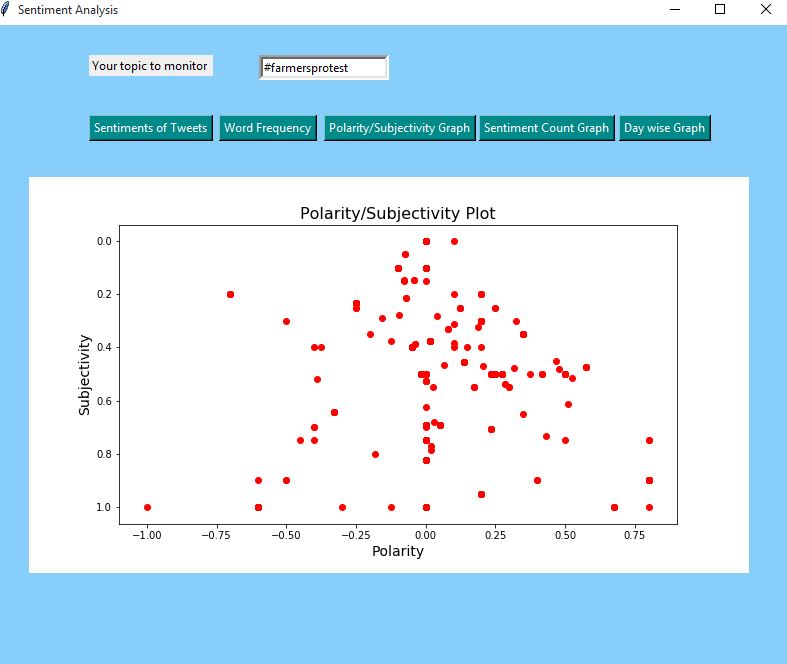 Sentiment Analysis
Your topic to monitor #farmersprotest
Sentiments of Tweets Word Frequency Polarity/Subjectivity Graph Sentiment Count Graph Day wise Graph
Polarity/Subjectivity Plot
Subjectivity
0.0
0.2
0.4
0.6
0.8
1.0
−1.00 −0.75 −0.50 −0.25 0.00 0.25 0.50 0.75
Polarity